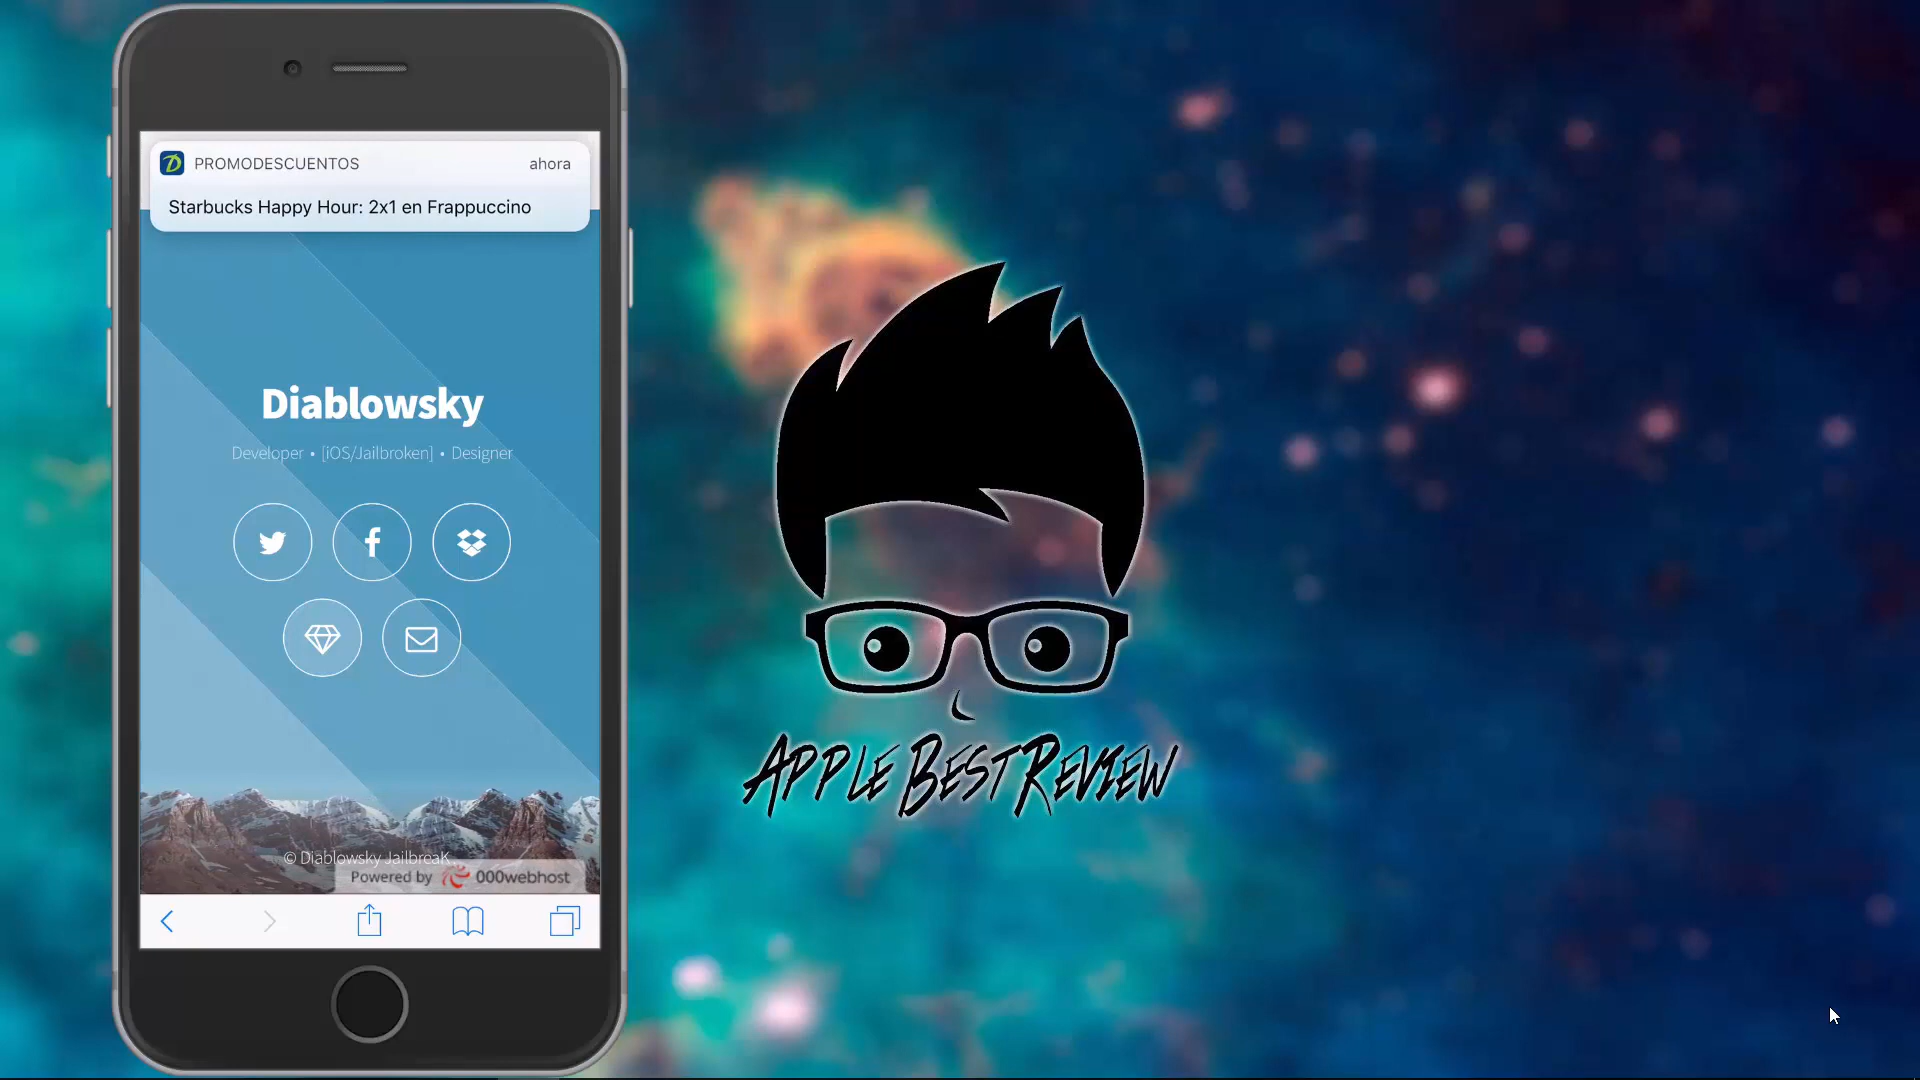 PROMODESCUENTOS ahora
Starbucks Happy Hour: 2x1 en Frappuccino
Diablowsky
Developer • [iOS/Jailbroken] • Designer
© Diablowsky JailbreaK
Powered by 000webhost
APPLE BEST REVIEW